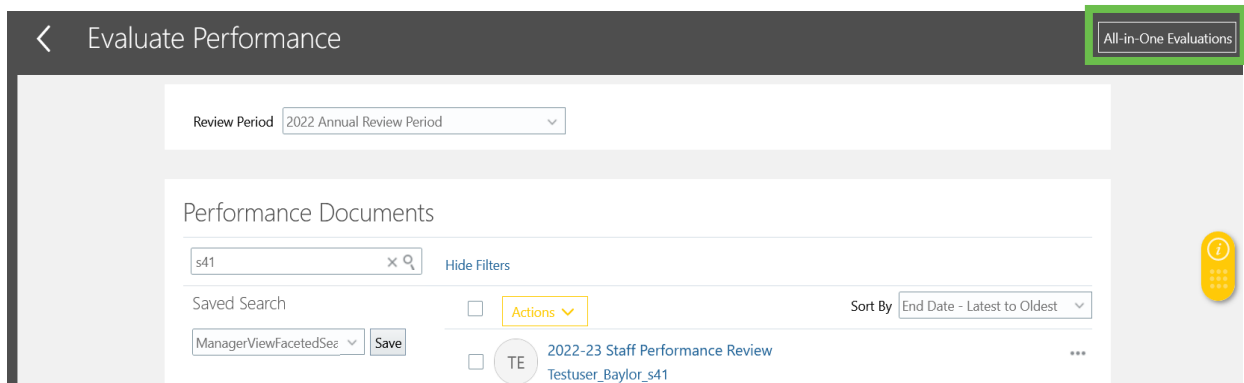 Evaluate Performance
All-in-One Evaluations
Review Period 2022 Annual Review Period
Performance Documents
s41
Hide Filters
Saved Search
Actions
Sort By End Date - Latest to Oldest
ManagerViewFacetedSea Save
TE
2022-23 Staff Performance Review
Testuser_Baylor_s41